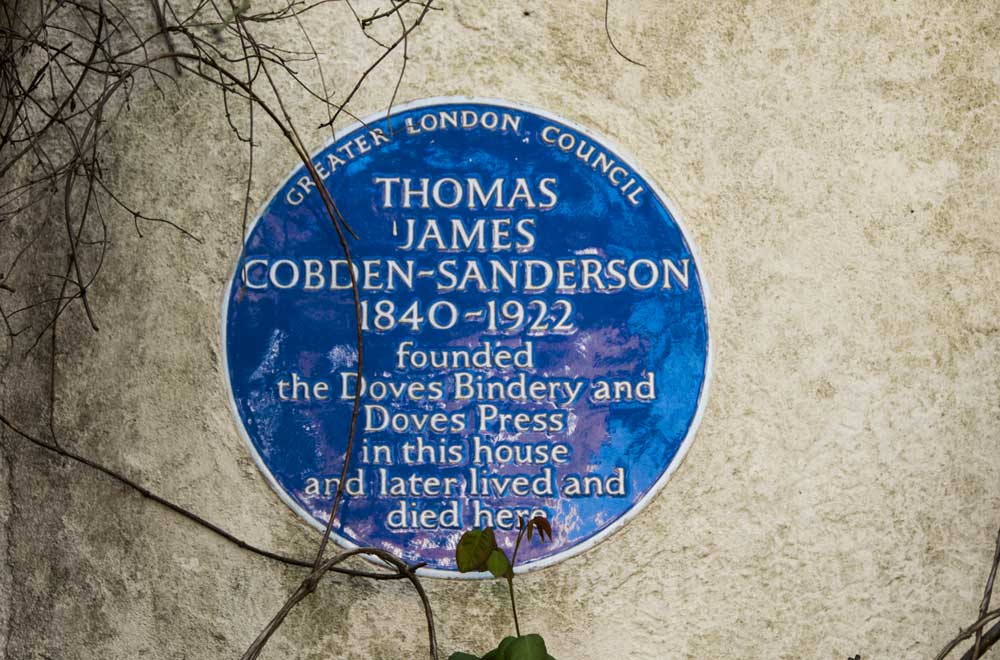 GREATER LONDON COUNCIL
THOMAS
JAMES
COBDEN-SANDERSON
1840-1922
founded
the Doves Bindery and
Doves Press
in this house
and later lived and
died here